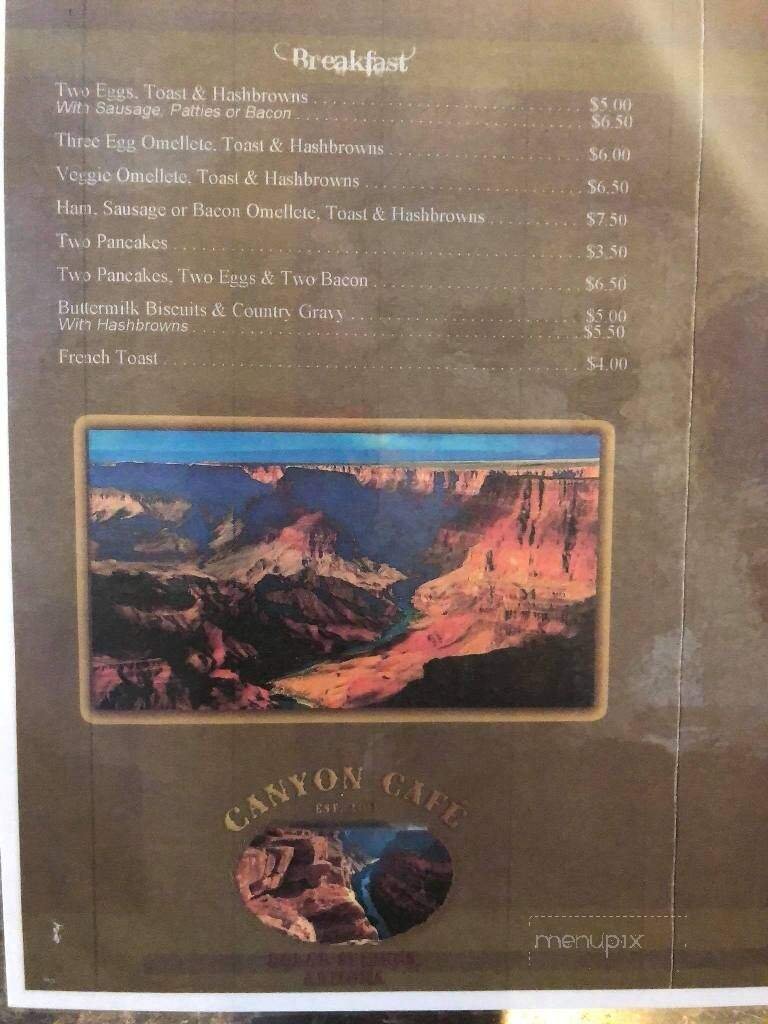 Breakfast
Two Eggs, Toast & Hashbrowns $5.00
With Sausage, Patties or Bacon $6.50
Three Egg Omellete, Toast & Hashbrowns $6.00
Veggie Omellete, Toast & Hashbrowns $6.50
Ham, Sausage or Bacon Omellete, Toast & Hashbrowns $7.50
Two Pancakes $3.50
Two Pancakes, Two Eggs & Two Bacon $6.50
Buttermilk Biscuits & Country Gravy $5.00
With Hashbrowns $5.50
French Toast $4.00
CANYON CAFÉ
EST.
ARIZONA
menupix